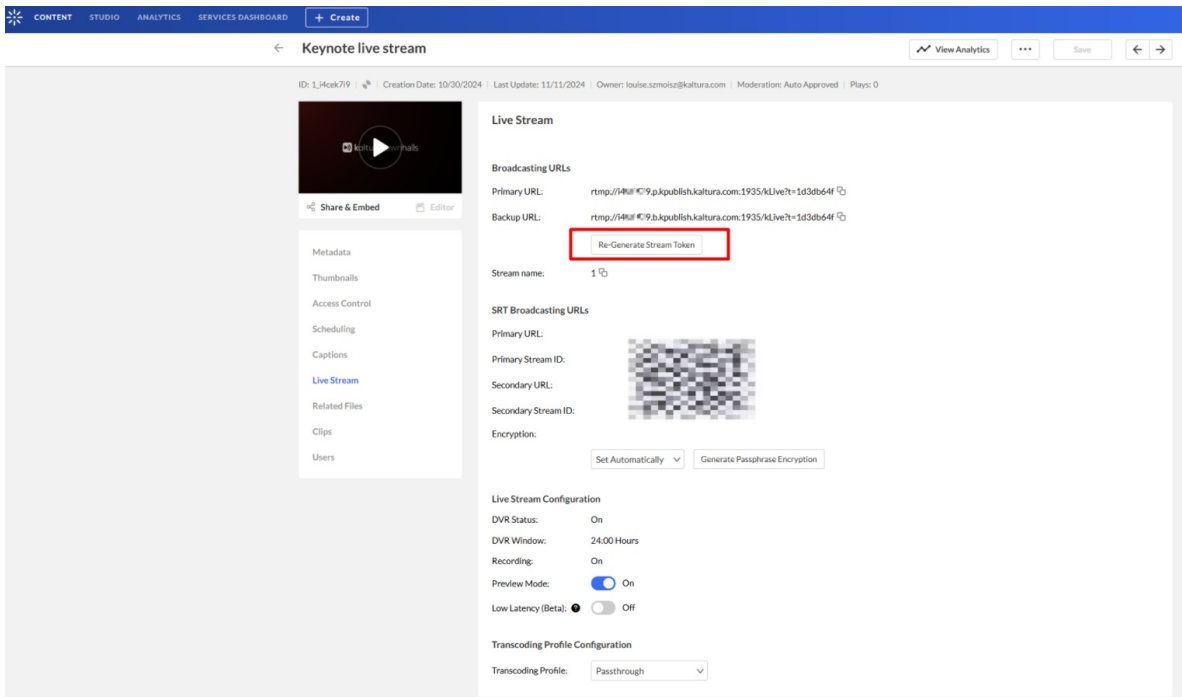 CONTENT STUDIO ANALYTICS SERVICES DASHBOARD + Create
Keynote live stream View Analytics Save
ID: 1_i4cek7l9 Creation Date: 10/30/2024 Last Update: 11/11/2024 Owner: louise.szmoisz@kaltura.com Moderation: Auto Approved Plays: 0
Share & Embed Editor
Metadata
Thumbnails
Access Control
Scheduling
Captions
Live Stream
Related Files
Clips
Users
Live Stream
Broadcasting URLs
Primary URL: 9.p.kpublish.kaltura.com:1935/kLive?t=1d3db64f
Backup URL: 9.b.kpublish.kaltura.com:1935/kLive?t=1d3db64f
Re-Generate Stream Token
Stream name: 1
SRT Broadcasting URLs
Primary URL:
Primary Stream ID:
Secondary URL:
Secondary Stream ID:
Encryption:
Set Automatically Generate Passphrase Encryption
Live Stream Configuration
DVR Status: On
DVR Window: 24:00 Hours
Recording: On
Preview Mode: On
Low Latency (Beta): ? Off
Transcoding Profile Configuration
Transcoding Profile: Passthrough